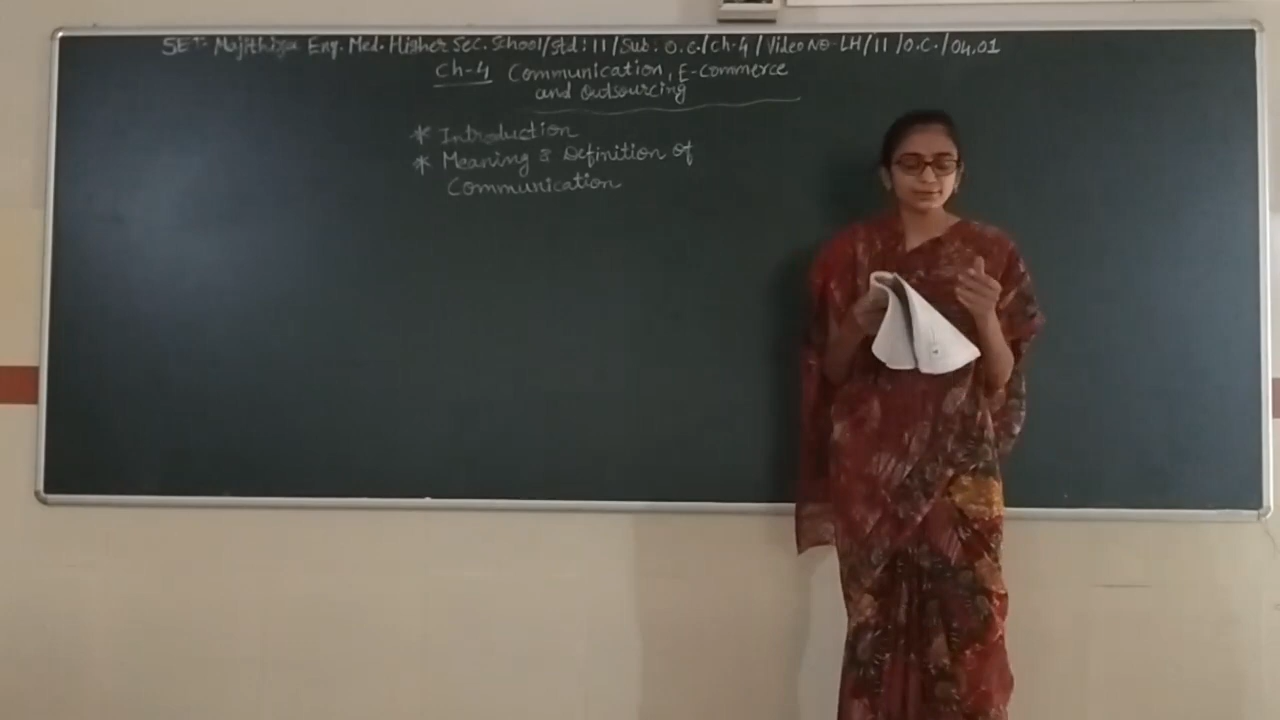 SET- Majithiya Eng. Med. Higher Sec. School/std:11/Sub: O.C./ch-4/Video NO-LH/11/O.C./04.01
Ch-4 Communication, E-Commerce
and Outsourcing
* Introduction
* Meaning & Definition of
Communication